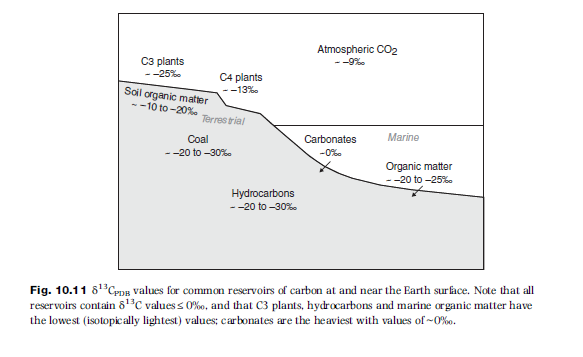 Atmospheric CO2
~ –9‰
C3 plants
~ –25‰
C4 plants
~ –13‰
Soil organic matter
~ –10 to –20‰
Terrestrial
Coal
~ –20 to –30‰
Carbonates
~0‰
Marine
Organic matter
~ –20 to –25‰
Hydrocarbons
~ –20 to –30‰
Fig. 10.11 δ¹³C_PDB values for common reservoirs of carbon at and near the Earth surface. Note that all
reservoirs contain δ¹³C values ≤ 0‰, and that C3 plants, hydrocarbons and marine organic matter have
the lowest (isotopically lightest) values; carbonates are the heaviest with values of ~0‰.